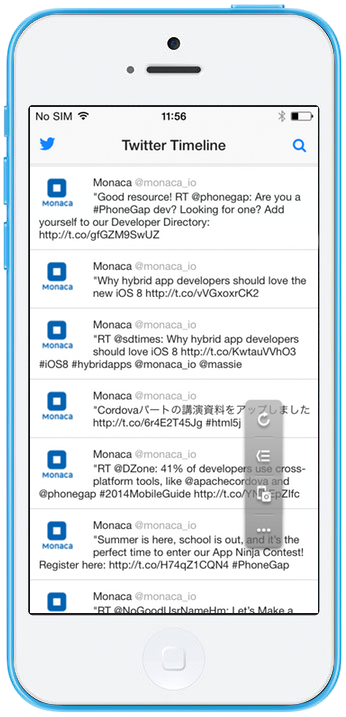 No SIM 11:56
Twitter Timeline
Monaca @monaca_io
"Good resource! RT @phonegap: Are you a
#PhoneGap dev? Looking for one? Add
yourself to our Developer Directory:
http://t.co/gfGZM9SwUZ
MONACA
Monaca @monaca_io
"Why hybrid app developers should love the
new iOS 8 http://t.co/vVGxoxrCK2
MONACA
Monaca @monaca_io
"RT @sdtimes: Why hybrid app developers
should love iOS 8 http://t.co/KwtauVVhO3
#iOS8 #hybridapps @monaca_io @massie
MONACA
Monaca @monaca_io
"Cordovaパートの講演資料をアップしました
http://t.co/6r4E2T45Jg #html5j
MONACA
Monaca @monaca_io
"RT @DZone: 41% of developers use cross-
platform tools, like @apachecordova and
@phonegap #2014MobileGuide
MONACA
Monaca @monaca_io
"Summer is here, school is out, and it's the
perfect time to enter our App Ninja Contest!
Register here: http://t.co/H74qZ1CQN4 #PhoneGap
MONACA
Monaca @monaca_io
"RT @NoGoodUsrNameHm: Let's Make a